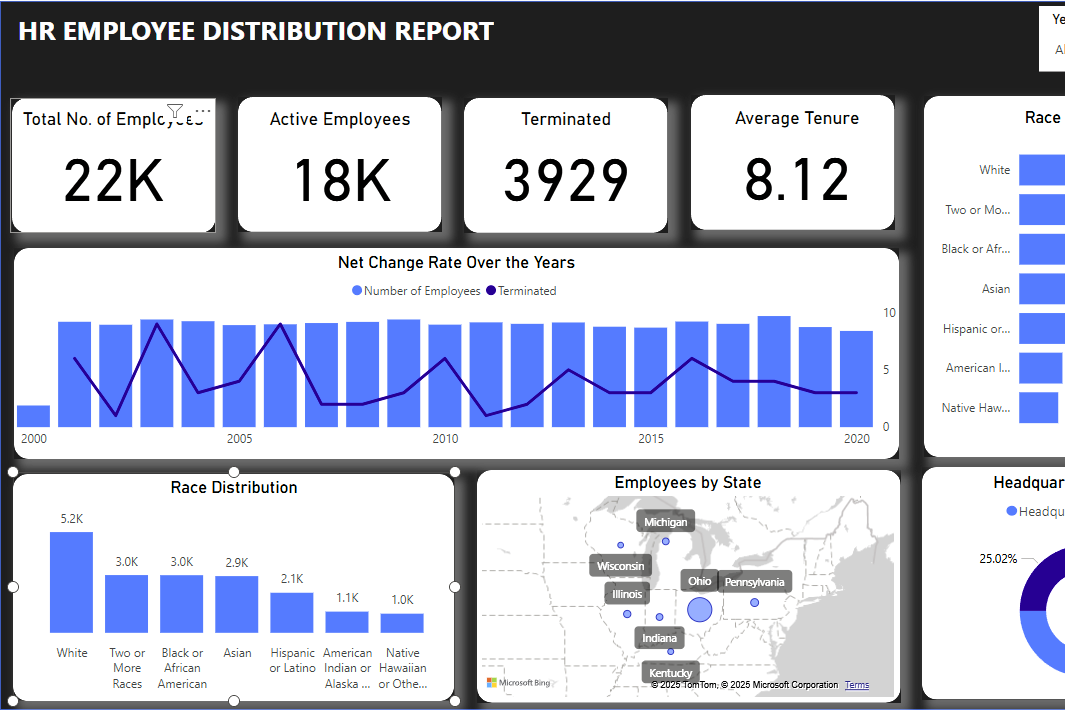 HR EMPLOYEE DISTRIBUTION REPORT
Total No. of Employees
22K
Active Employees
18K
Terminated
3929
Average Tenure
8.12
Race
White
Two or Mo...
Black or Afr...
Asian
Hispanic or...
American I...
Native Haw...
Net Change Rate Over the Years
Number of Employees Terminated
10
5
0
2000 2005 2010 2015 2020
Race Distribution
5.2K
3.0K
3.0K
2.9K
2.1K
1.1K
1.0K
White
Two or
More
Races
Black or
African
American
Asian
Hispanic
or Latino
American
Indian or
Alaska ...
Native
Hawaiian
or Othe...
Employees by State
Michigan
Wisconsin
Illinois
Ohio
Pennsylvania
Indiana
Kentucky
Microsoft Bing
© 2025 TomTom, © 2025 Microsoft Corporation Terms
25.02%